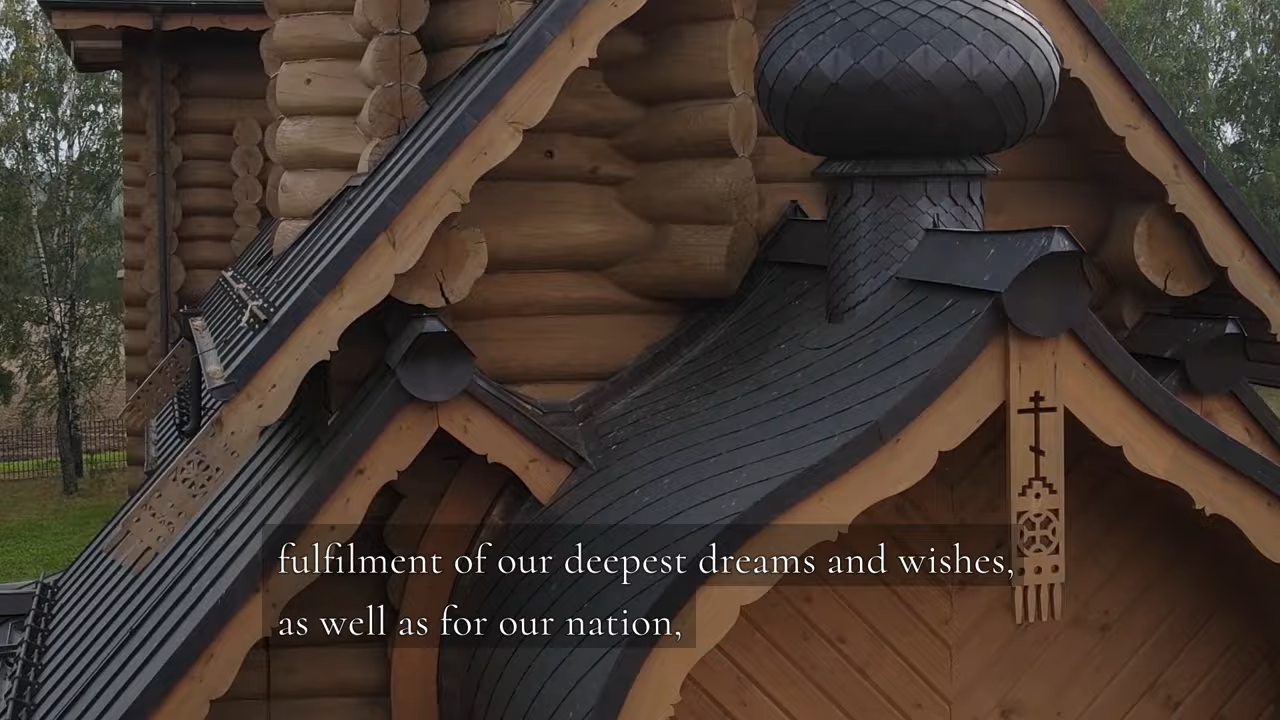 fulfilment of our deepest dreams and wishes,
as well as for our nation,